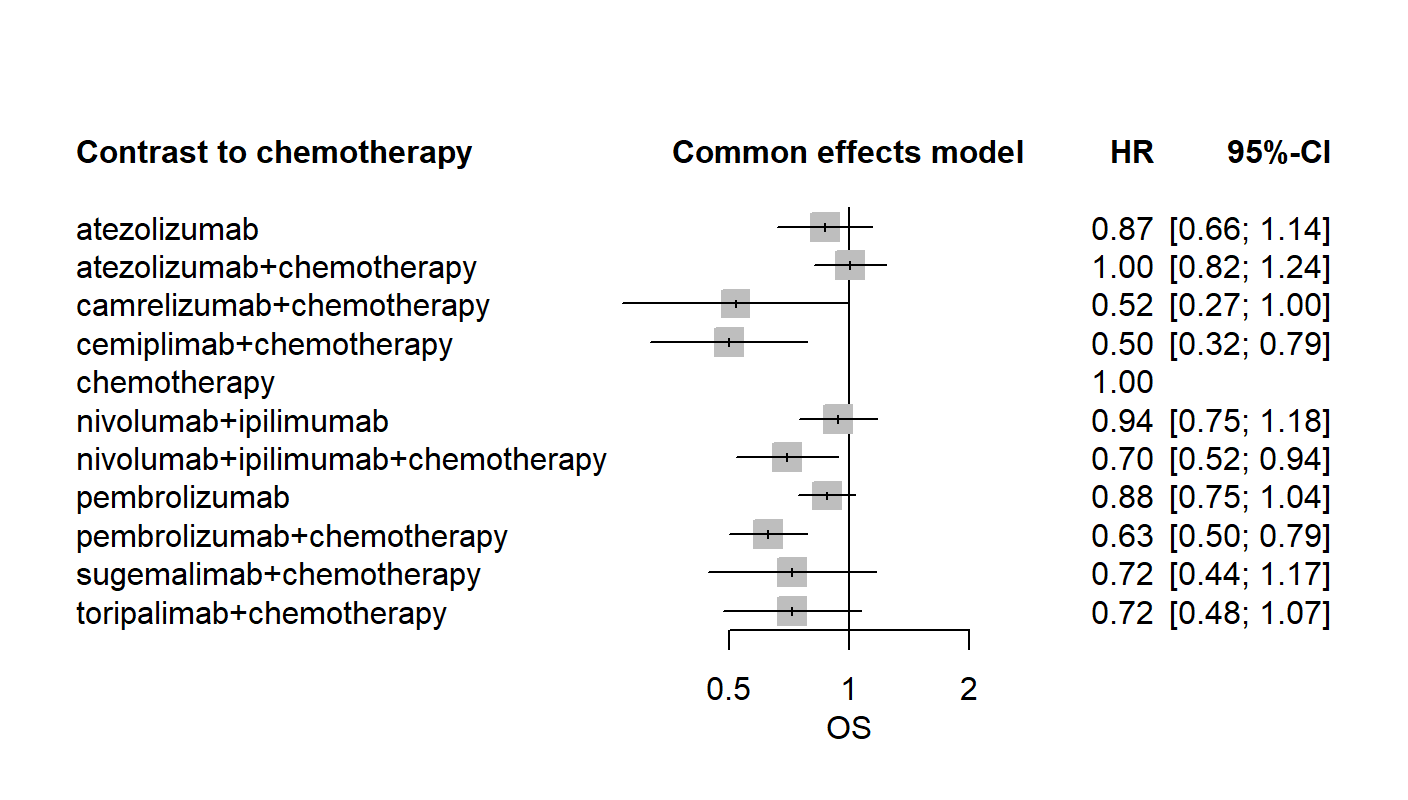 Contrast to chemotherapy Common effects model HR 95%-CI
atezolizumab 0.87 [0.66; 1.14]
atezolizumab+chemotherapy 1.00 [0.82; 1.24]
camrelizumab+chemotherapy 0.52 [0.27; 1.00]
cemiplimab+chemotherapy 0.50 [0.32; 0.79]
chemotherapy 1.00
nivolumab+ipilimumab 0.94 [0.75; 1.18]
nivolumab+ipilimumab+chemotherapy 0.70 [0.52; 0.94]
pembrolizumab 0.88 [0.75; 1.04]
pembrolizumab+chemotherapy 0.63 [0.50; 0.79]
sugemalimab+chemotherapy 0.72 [0.44; 1.17]
toripalimab+chemotherapy 0.72 [0.48; 1.07]
0.5 1 2
OS